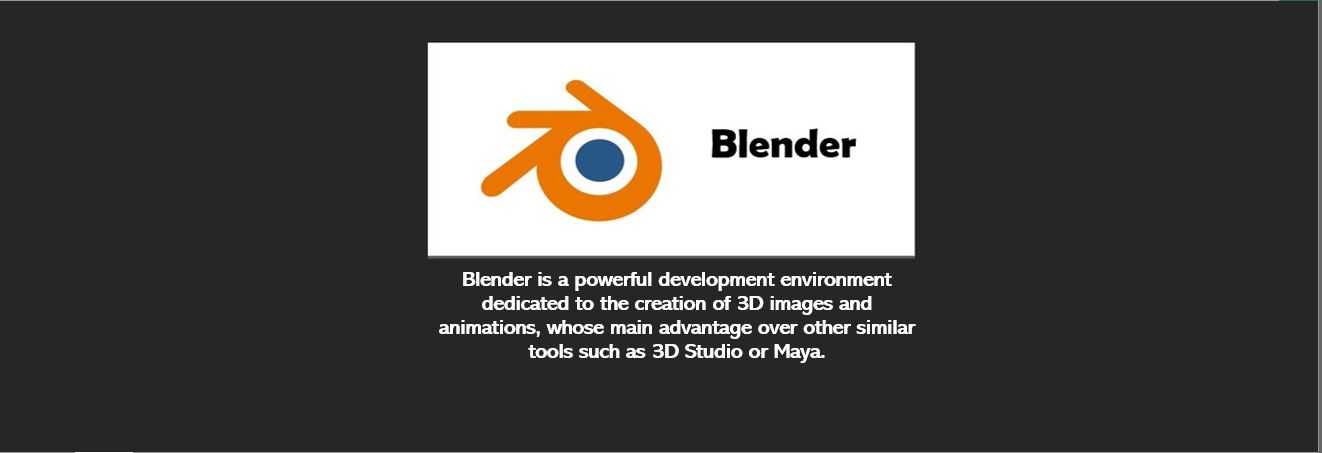 Blender
Blender is a powerful development environment
dedicated to the creation of 3D images and
animations, whose main advantage over other similar
tools such as 3D Studio or Maya.